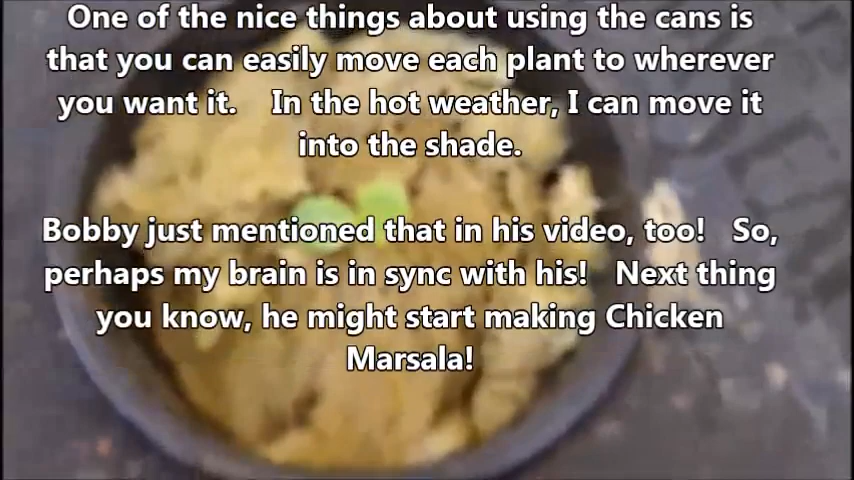 One of the nice things about using the cans is
that you can easily move each plant to wherever
you want it.    In the hot weather, I can move it
into the shade.
Bobby just mentioned that in his video, too!   So,
perhaps my brain is in sync with his!   Next thing
you know, he might start making Chicken
Marsala!